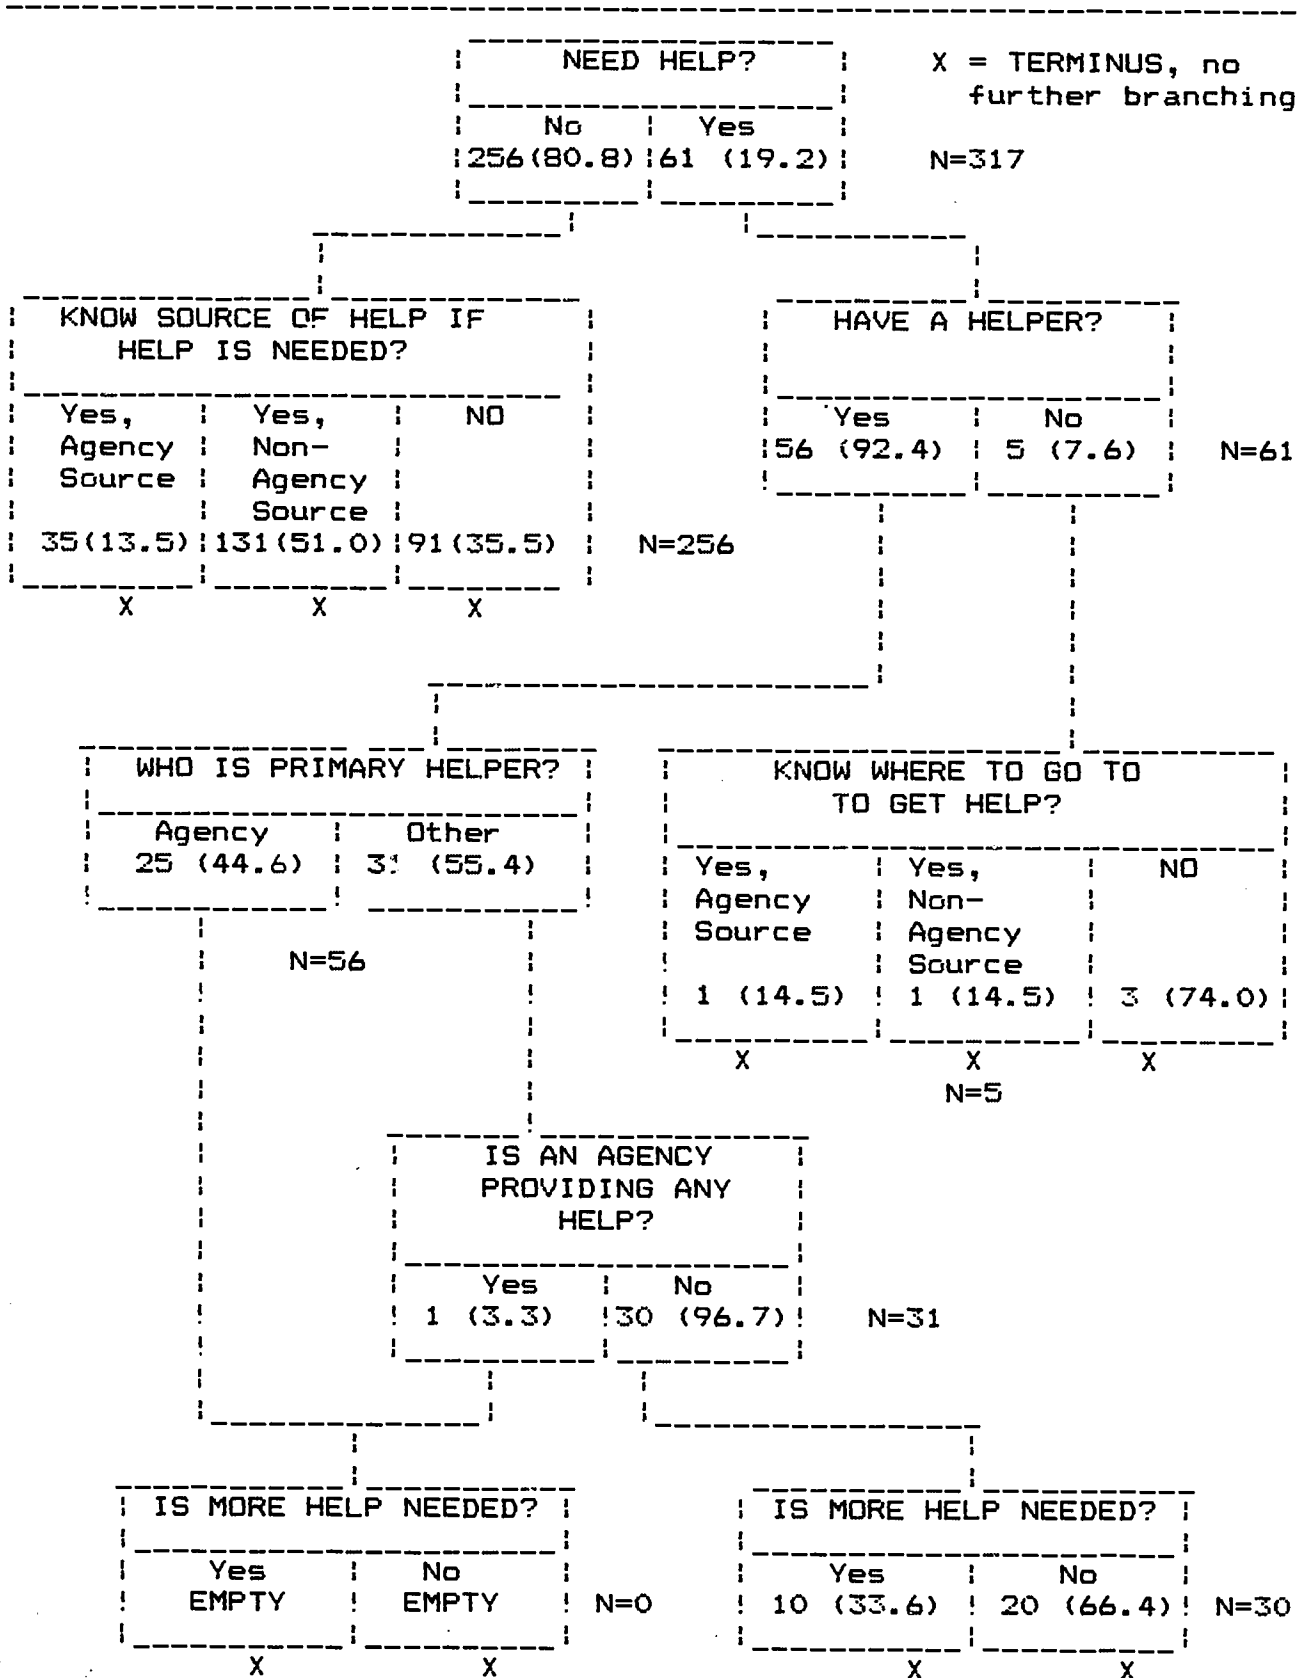 NEED HELP?
X = TERMINUS, no
further branching
No Yes
256(80.8) 61 (19.2)
N=317
KNOW SOURCE OF HELP IF
HELP IS NEEDED?
Yes, Yes, NO
Agency Non-
Source Agency
Source
35(13.5) 131(51.0) 91(35.5)
N=256
X X X
HAVE A HELPER?
Yes No
56 (92.4) 5 (7.6)
N=61
WHO IS PRIMARY HELPER?
Agency Other
25 (44.6) 31 (55.4)
N=56
KNOW WHERE TO GO TO
TO GET HELP?
Yes, Yes, NO
Agency Non-
Source Agency
Source
1 (14.5) 1 (14.5) 3 (74.0)
X X X
N=5
IS AN AGENCY
PROVIDING ANY
HELP?
Yes No
1 (3.3) 30 (96.7)
N=31
IS MORE HELP NEEDED?
Yes No
EMPTY EMPTY
N=0
X X
IS MORE HELP NEEDED?
Yes No
10 (33.6) 20 (66.4)
N=30
X X